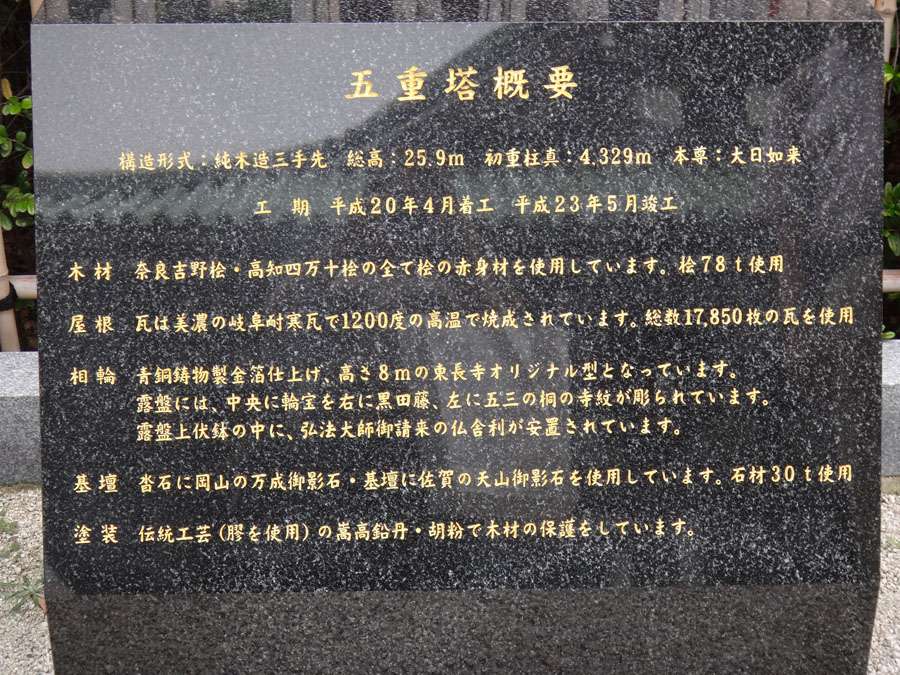 五重塔概要
構造形式：純木造三手先　総高：25.9m　初重柱真：4.329m　本尊：大日如来
工　期　平成20年4月着工　平成23年5月竣工
木材　奈良吉野桧・高知四万十桧の全て桧の赤身材を使用しています。桧78ｔ使用
屋根　瓦は美濃の岐阜耐寒瓦で1200度の高温で焼成されています。総数17,850枚の瓦を使用
相輪　青銅鋳物製金箔仕上げ、高さ8ｍの東長寺オリジナル型となっています。
露盤には、中央に輪宝を右に黒田藤、左に五三の桐の寺紋が彫られています。
露盤上伏鉢の中に、弘法大師御請来の仏舎利が安置されています。
基壇　沓石に岡山の万成御影石・基壇に佐賀の天山御影石を使用しています。石材30ｔ使用
塗装　伝統工芸（膠を使用）の嵩高鉛丹・胡粉で木材の保護をしています。